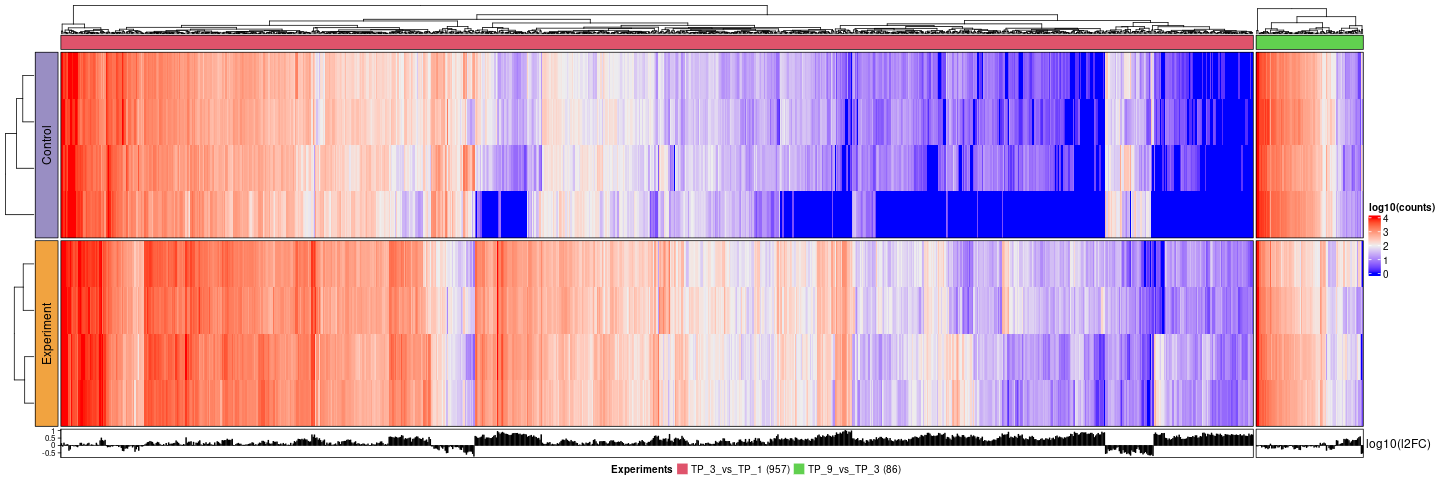 Control
Experiment
log10(counts)
4
3
2
1
0
1
0.5
0
-0.5
log10(l2FC)
Experiments TP_3_vs_TP_1 (957) TP_9_vs_TP_3 (86)